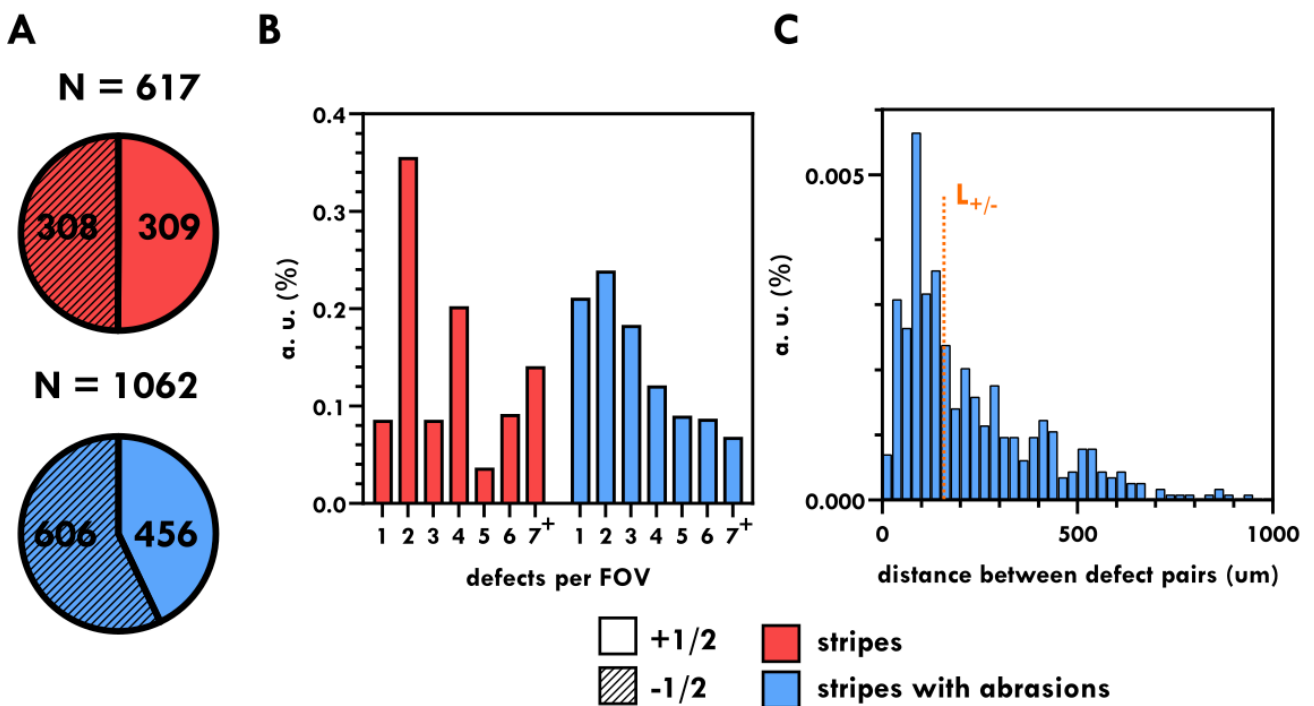 A
N = 617
308
309
N = 1062
606
456
B
a. u. (%)
0.4
0.3
0.2
0.1
0.0
1 2 3 4 5 6 7+ 1 2 3 4 5 6 7+
defects per FOV
C
a. u. (%)
0.005
0.000
L+/-
0 500 1000
distance between defect pairs (um)
+1/2
stripes
-1/2
stripes with abrasions